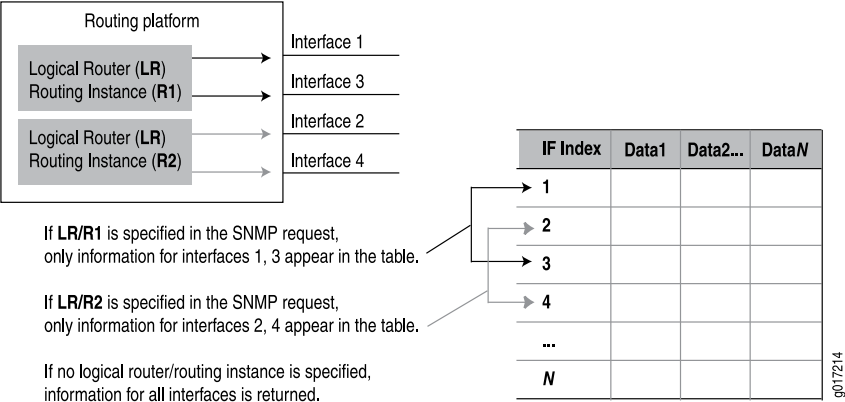 Routing platform
Logical Router (LR)
Routing Instance (R1)
Logical Router (LR)
Routing Instance (R2)
Interface 1
Interface 3
Interface 2
Interface 4
If LR/R1 is specified in the SNMP request,
only information for interfaces 1, 3 appear in the table.
If LR/R2 is specified in the SNMP request,
only information for interfaces 2, 4 appear in the table.
If no logical router/routing instance is specified,
information for all interfaces is returned.
IF Index Data1 Data2... DataN
1
2
3
4
...
N
g017214